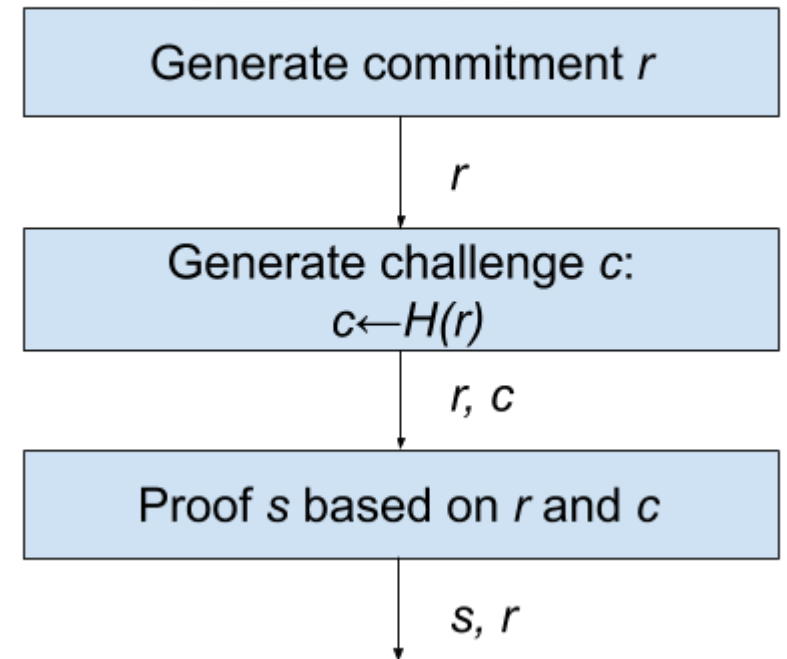 Generate commitment r
r
Generate challenge c:
c←H(r)
r, c
Proof s based on r and c
s, r